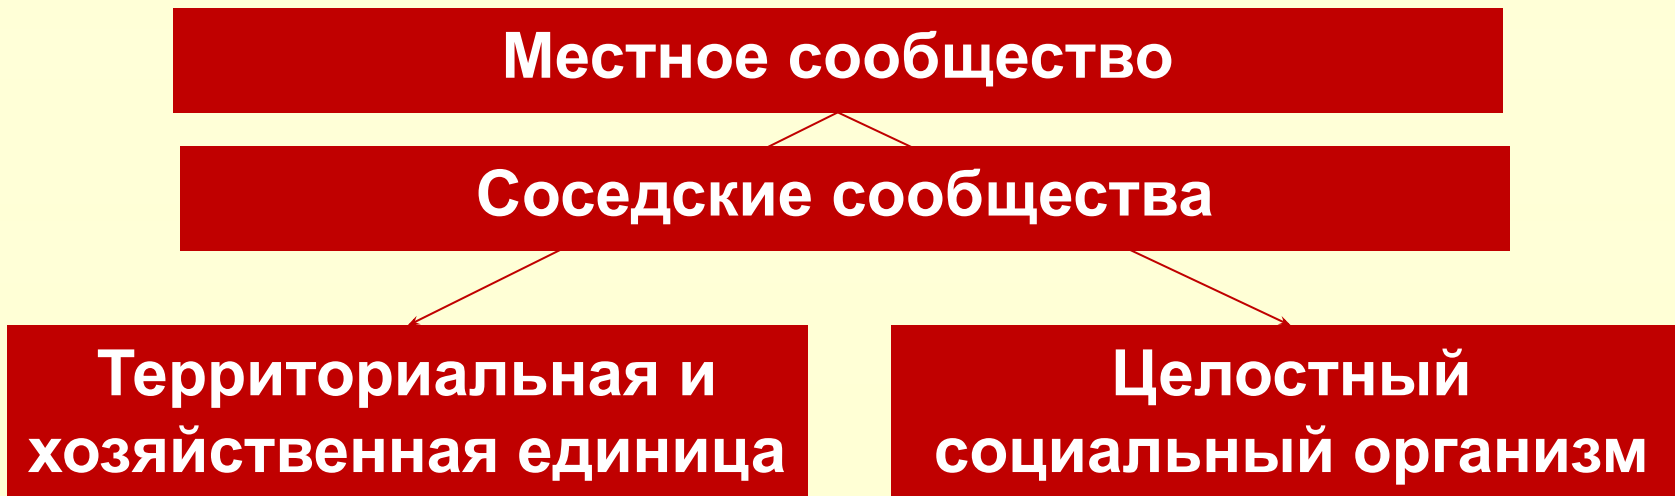 Местное сообщество
Соседские сообщества
Территориальная и
хозяйственная единица
Целостный
социальный организм